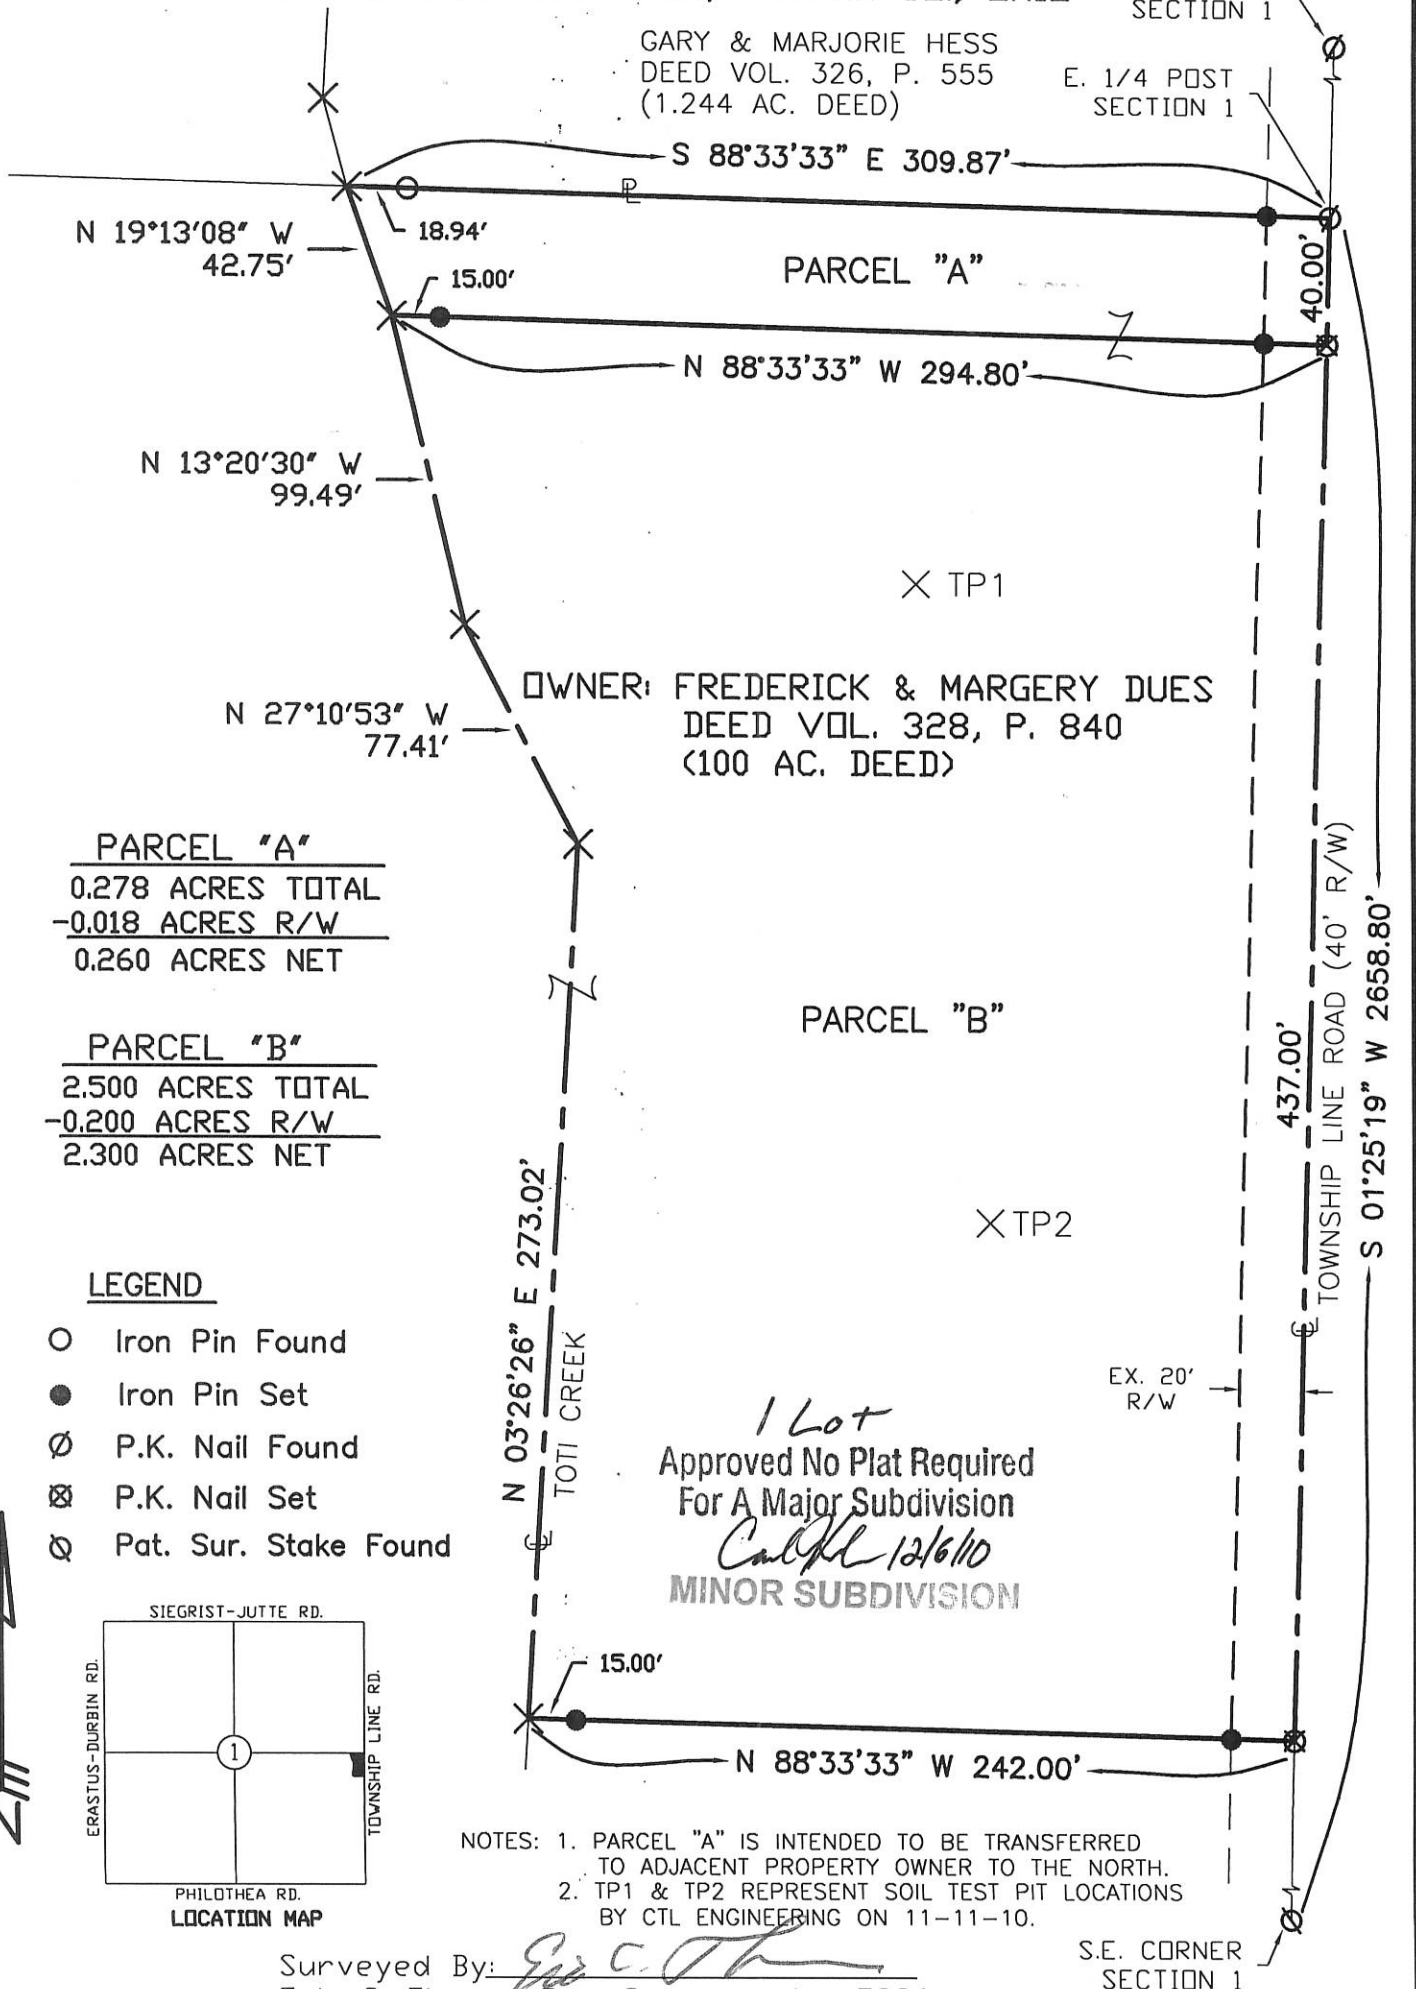 SECTION 1
GARY & MARJORIE HESS
DEED VOL. 326, P. 555
(1.244 AC. DEED)
E. 1/4 POST
SECTION 1
S 88°33'33" E 309.87'
N 19°13'08" W
42.75'
18.94'
15.00'
PARCEL "A"
40.00'
N 88°33'33" W 294.80'
N 13°20'30" W
99.49'
TP1
OWNER: FREDERICK & MARGERY DUES
DEED VOL. 328, P. 840
(100 AC. DEED)
N 27°10'53" W
77.41'
PARCEL "A"
0.278 ACRES TOTAL
-0.018 ACRES R/W
0.260 ACRES NET
PARCEL "B"
PARCEL "B"
2.500 ACRES TOTAL
-0.200 ACRES R/W
2.300 ACRES NET
437.00'
TOWNSHIP LINE ROAD (40' R/W)
S 01°25'19" W 2658.80'
N 03°26'26" E 273.02'
TOTI CREEK
TP2
LEGEND
Iron Pin Found
Iron Pin Set
P.K. Nail Found
P.K. Nail Set
Pat. Sur. Stake Found
EX. 20'
R/W
1 Lot
Approved No Plat Required
For A Major Subdivision
12/6/10
MINOR SUBDIVISION
15.00'
N 88°33'33" W 242.00'
SIEGRIST-JUTTE RD.
ERASTUS-DURBIN RD.
1
TOWNSHIP LINE RD.
PHILOTHEA RD.
LOCATION MAP
NOTES: 1. PARCEL "A" IS INTENDED TO BE TRANSFERRED
TO ADJACENT PROPERTY OWNER TO THE NORTH.
2. TP1 & TP2 REPRESENT SOIL TEST PIT LOCATIONS
BY CTL ENGINEERING ON 11-11-10.
S.E. CORNER
SECTION 1
Surveyed By: